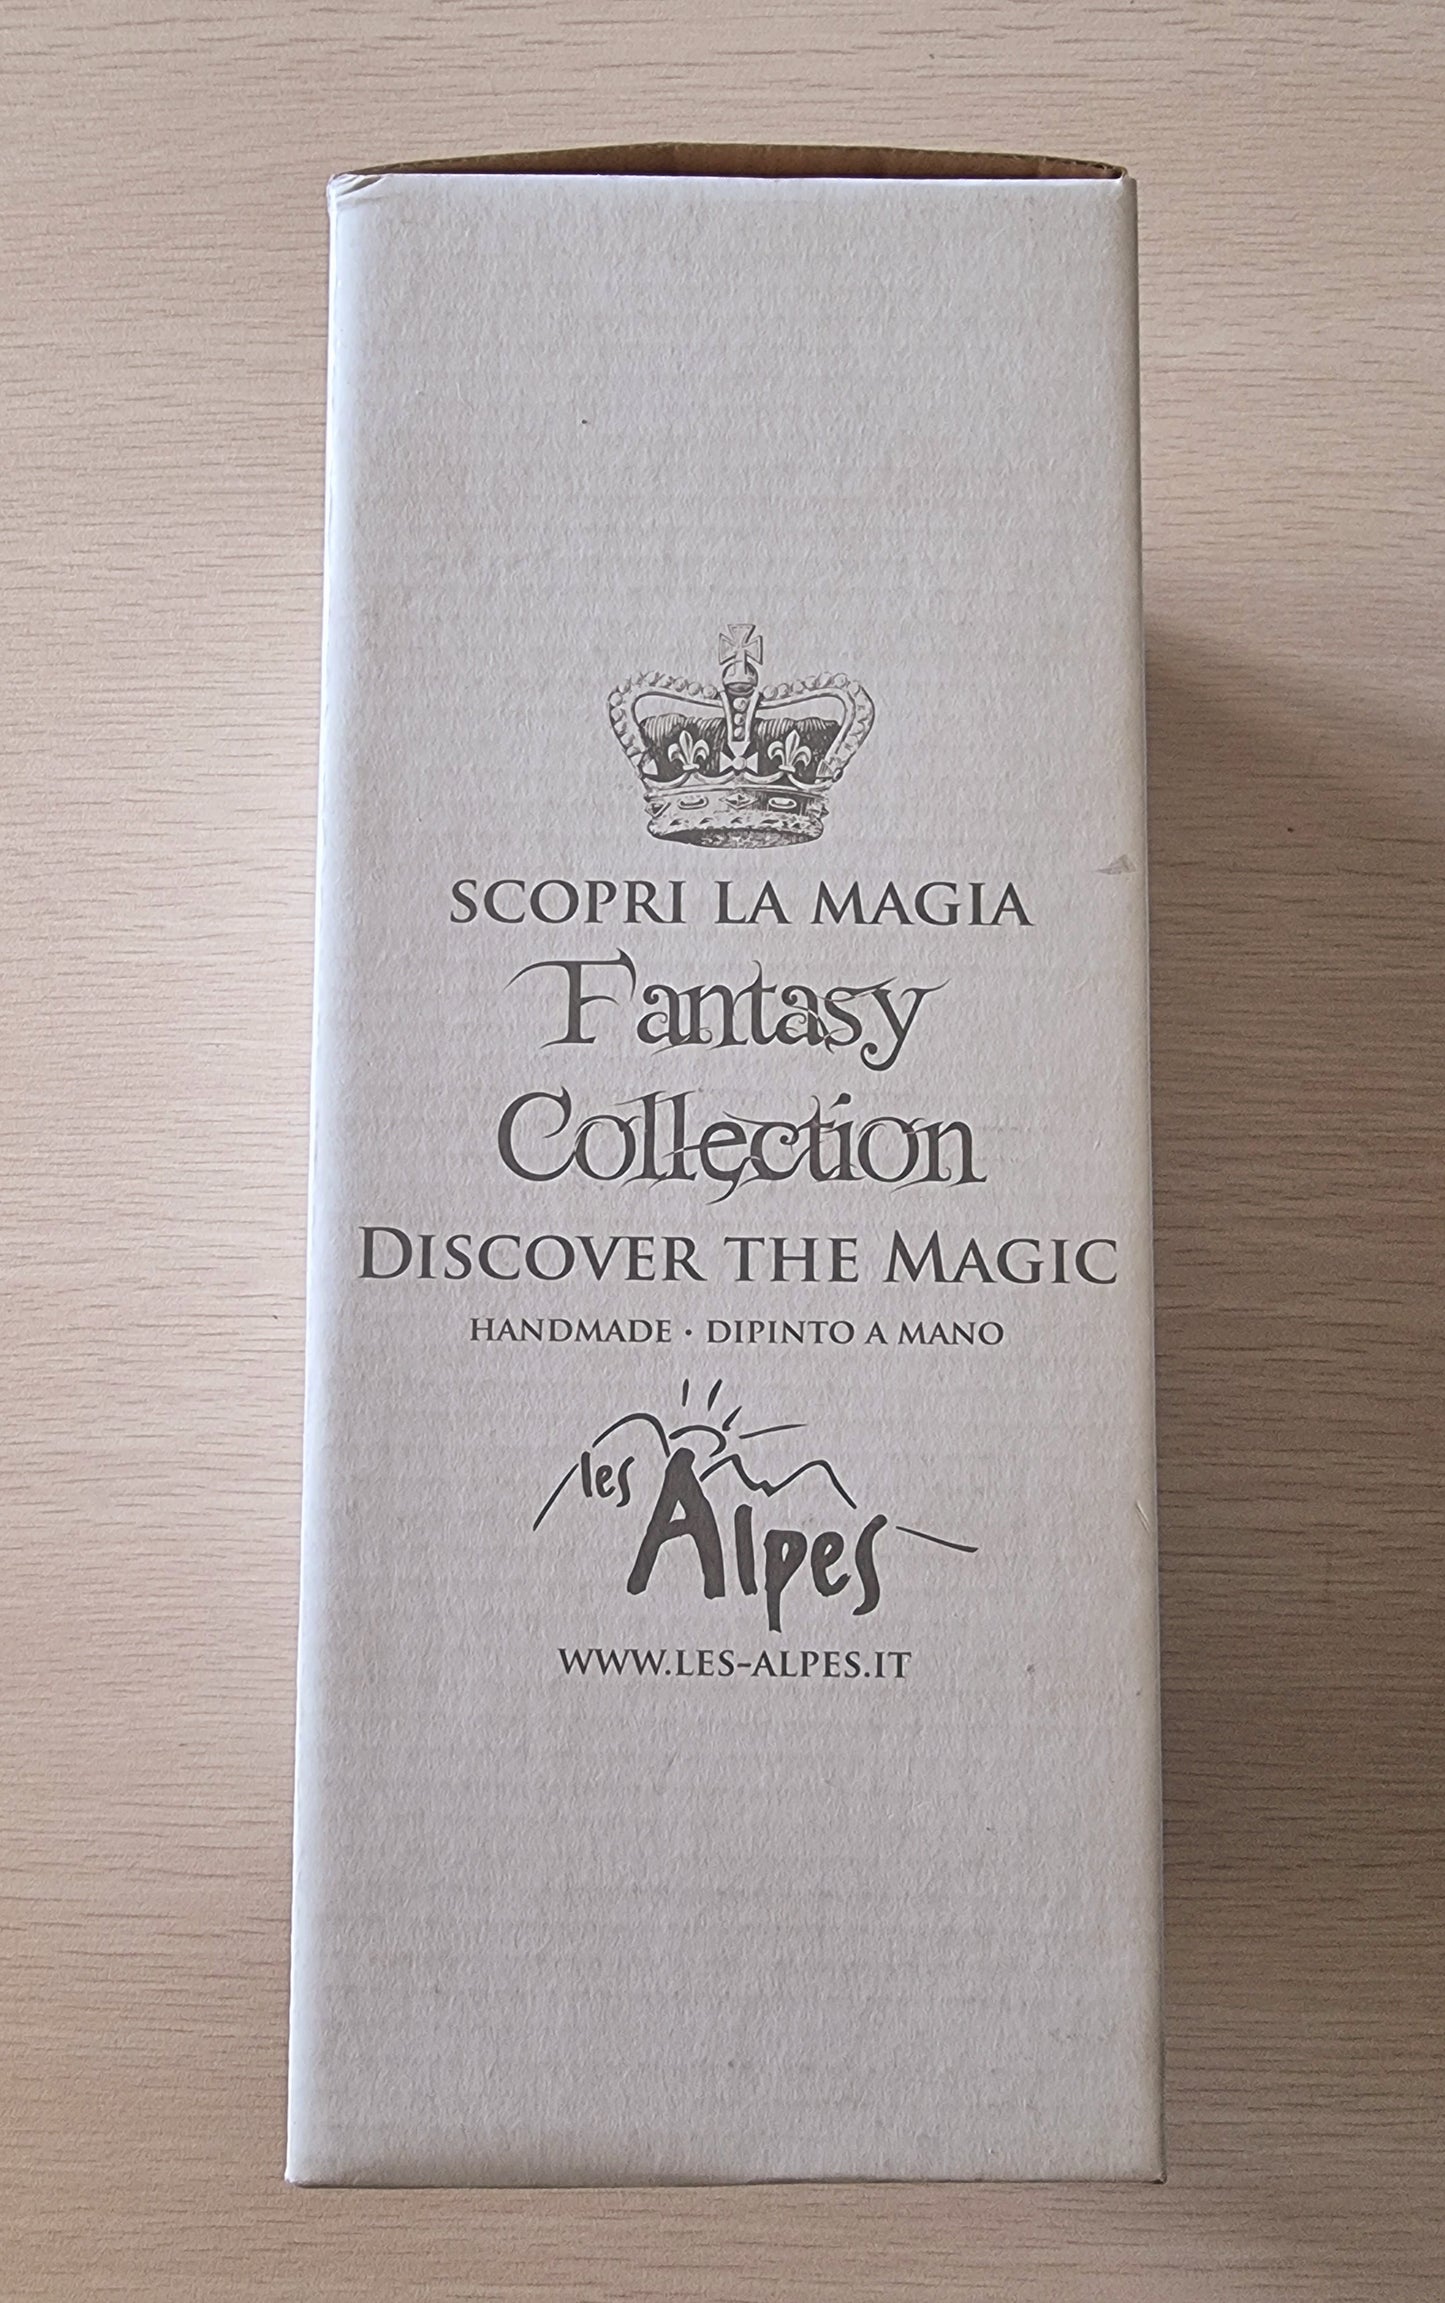 SCOPRI LA MAGIA
Fantasy
Collection
DISCOVER THE MAGIC
HANDMADE · DIPINTO A MANO
les
Alpes
WWW.LES-ALPES.IT